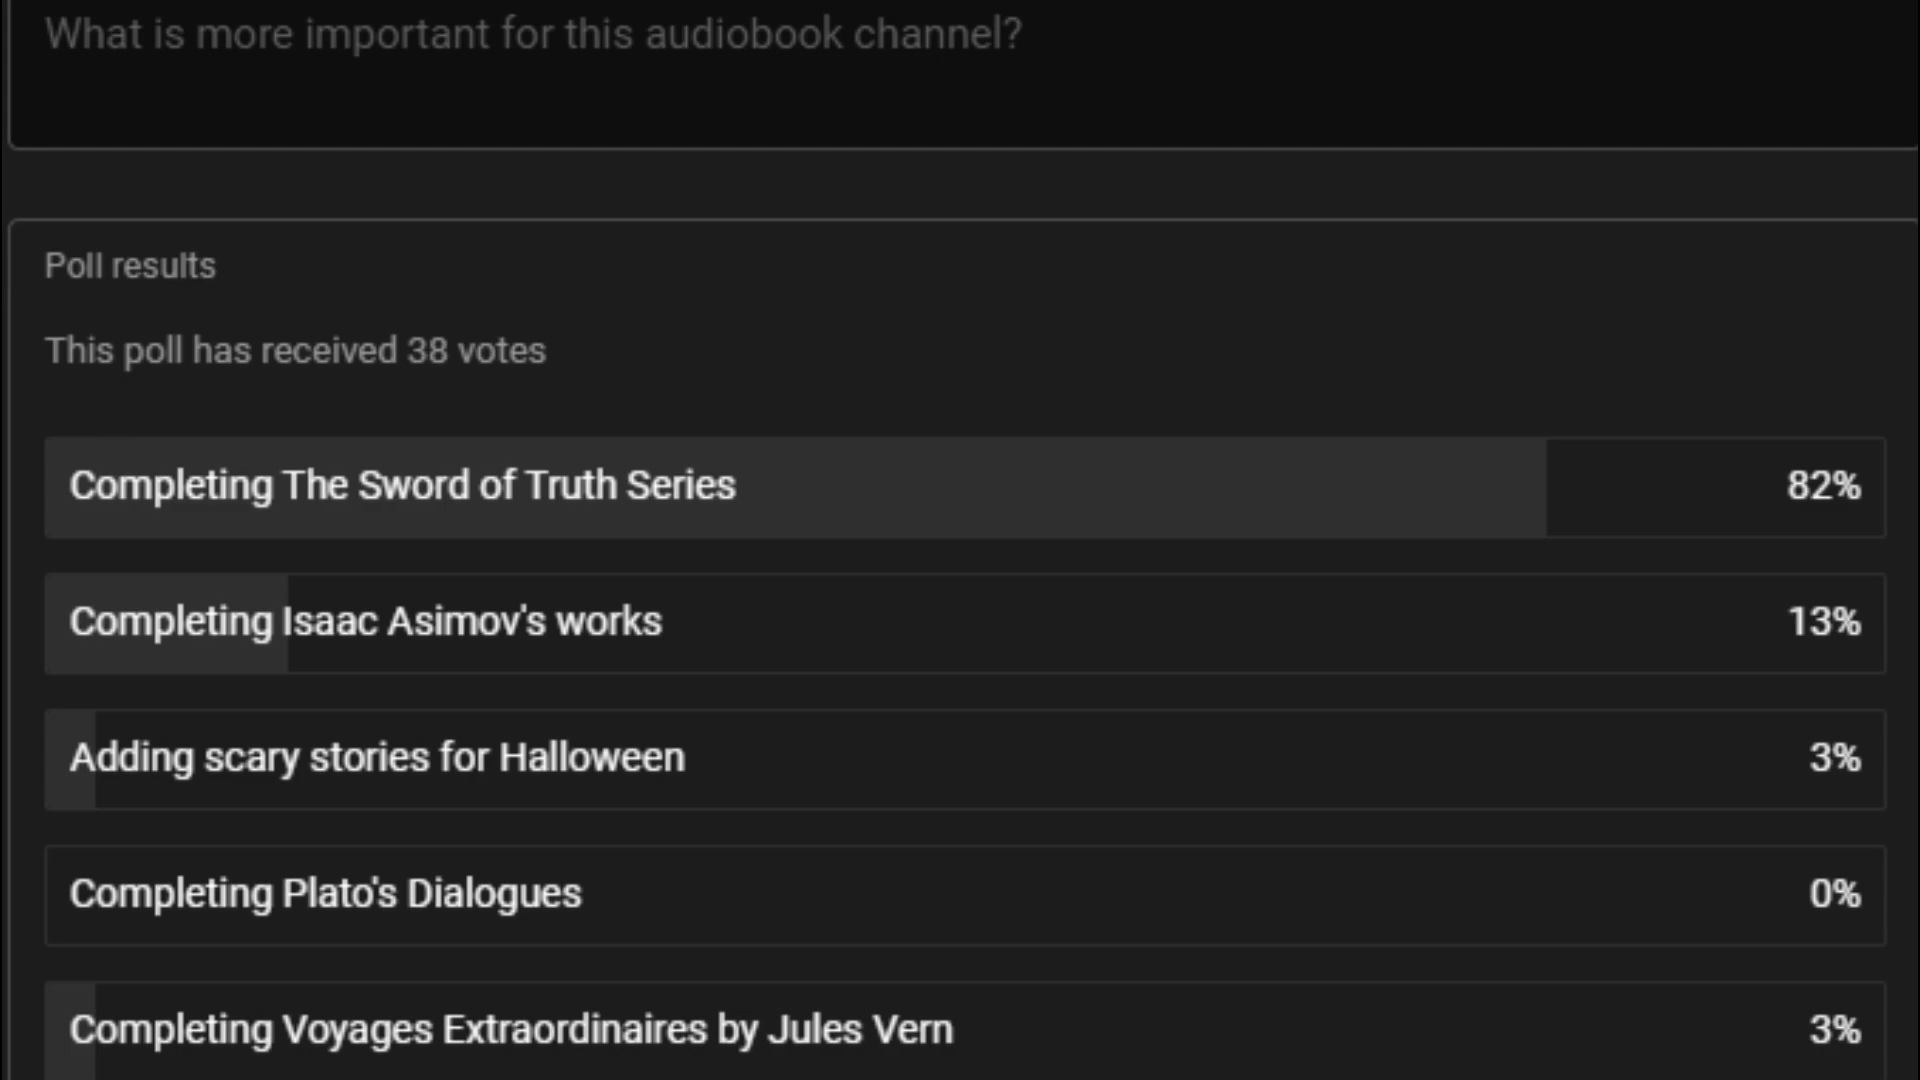 What is more important for this audiobook channel?
Poll results
This poll has received 38 votes
Completing The Sword of Truth Series 82%
Completing Isaac Asimov's works 13%
Adding scary stories for Halloween 3%
Completing Plato's Dialogues 0%
Completing Voyages Extraordinaires by Jules Vern 3%